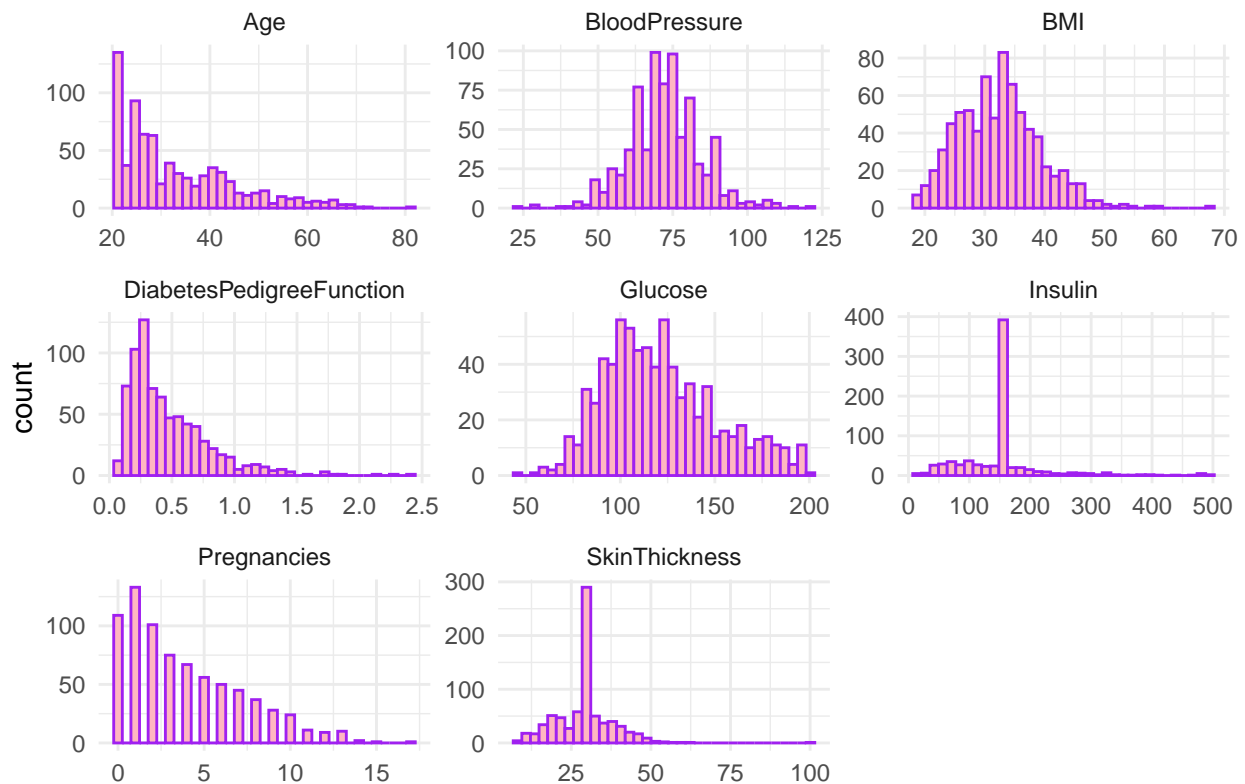 Age
BloodPressure
BMI
100
50
0
20 40 60 80
100
75
50
25
0
25 50 75 100 125
80
60
40
20
0
20 30 40 50 60 70
DiabetesPedigreeFunction
Glucose
Insulin
count
100
50
0
0.0 0.5 1.0 1.5 2.0 2.5
40
20
0
50 100 150 200
400
300
200
100
0
0 100 200 300 400 500
Pregnancies
SkinThickness
100
50
0
0 5 10 15
300
200
100
0
25 50 75 100